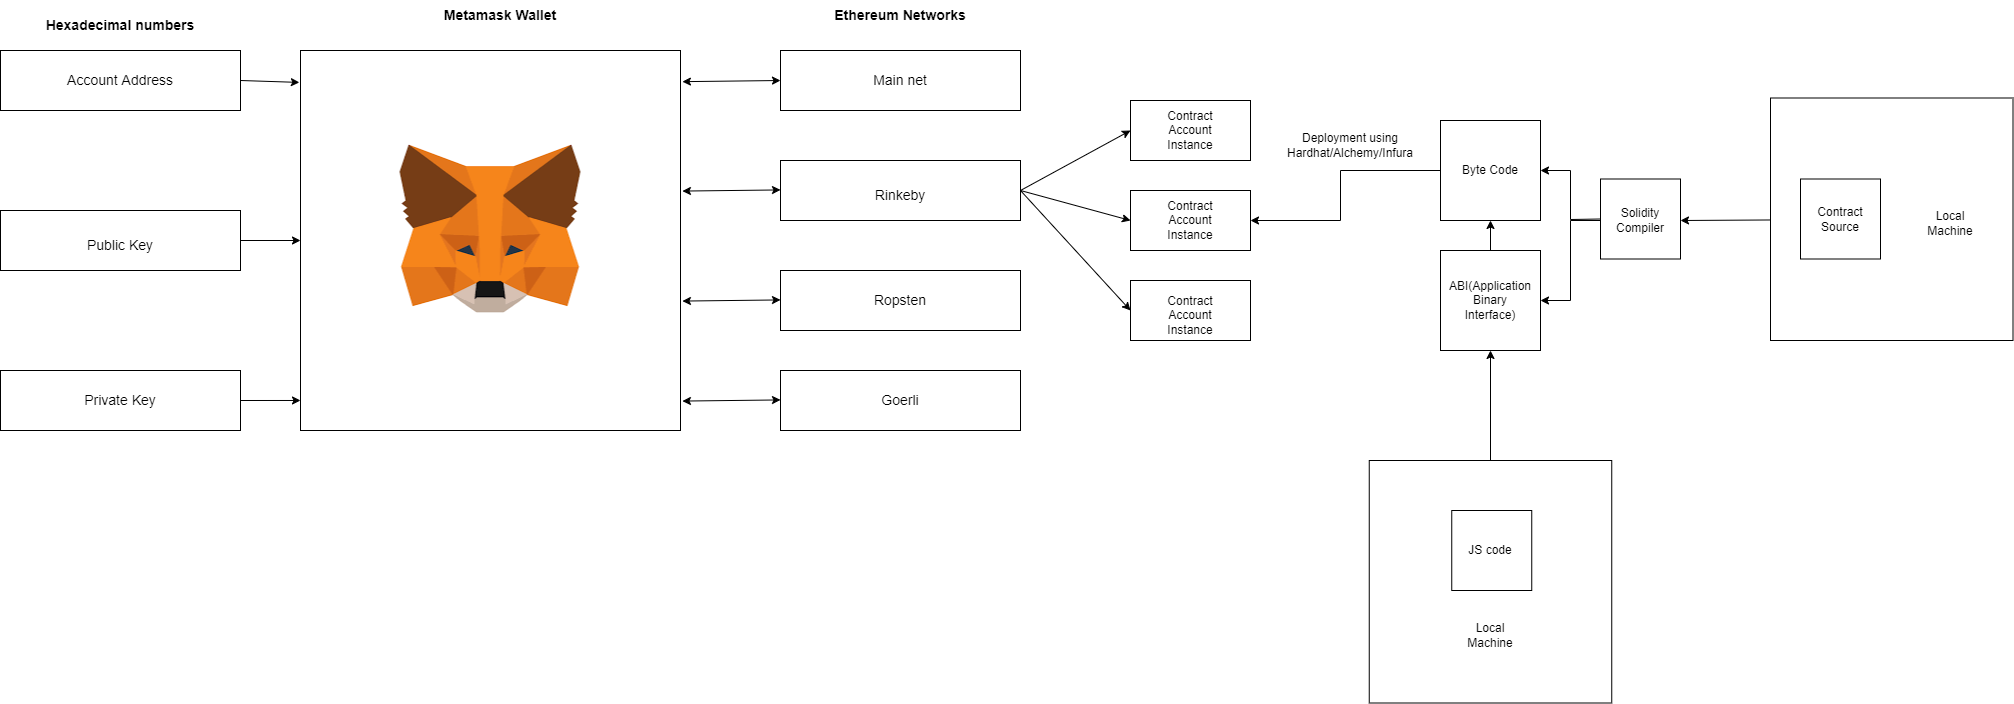 Hexadecimal numbers
Metamask Wallet
Ethereum Networks
Account Address
Public Key
Private Key
Main net
Rinkeby
Ropsten
Goerli
Contract
Account
Instance
Contract
Account
Instance
Contract
Account
Instance
Deployment using
Hardhat/Alchemy/Infura
Byte Code
ABI(Application
Binary
Interface)
Solidity
Compiler
Contract
Source
Local
Machine
JS code
Local
Machine